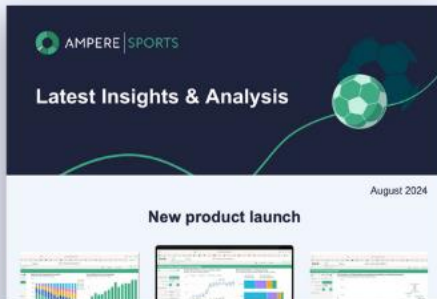 AMPERE|SPORTS
Latest Insights & Analysis
August 2024
New product launch